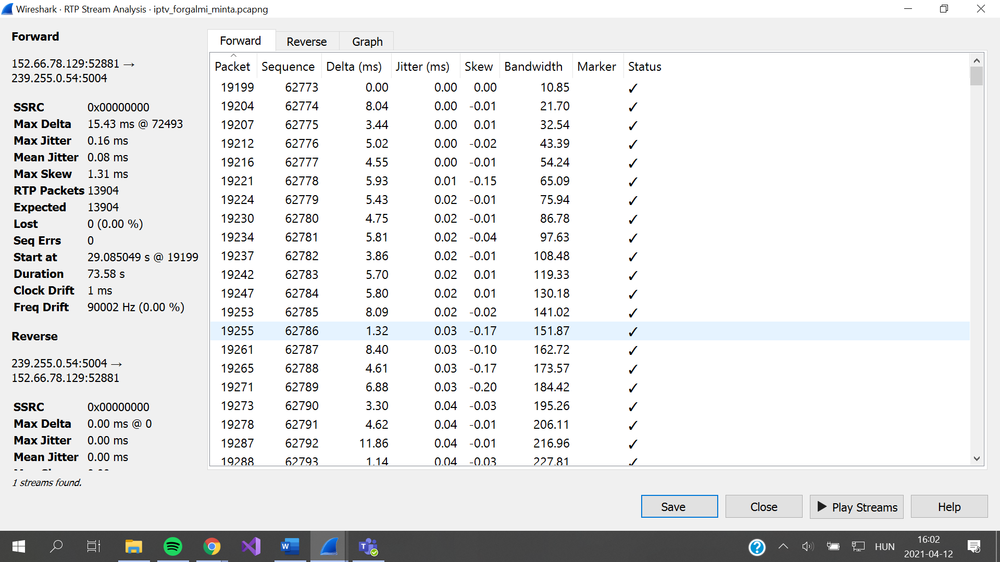 Wireshark · RTP Stream Analysis · iptv_forgalmi_minta.pcapng
Forward
152.66.78.129:52881 →
239.255.0.54:5004
SSRC 0x00000000
Max Delta 15.43 ms @ 72493
Max Jitter 0.16 ms
Mean Jitter 0.08 ms
Max Skew 1.31 ms
RTP Packets 13904
Expected 13904
Lost 0 (0.00 %)
Seq Errs 0
Start at 29.085049 s @ 19199
Duration 73.58 s
Clock Drift 1 ms
Freq Drift 90002 Hz (0.00 %)
Reverse
239.255.0.54:5004 →
152.66.78.129:52881
SSRC 0x00000000
Max Delta 0.00 ms @ 0
Max Jitter 0.00 ms
Mean Jitter 0.00 ms
1 streams found.
Forward Reverse Graph
Packet Sequence Delta (ms) Jitter (ms) Skew Bandwidth Marker Status
19199 62773 0.00 0.00 0.00 10.85 ✓
19204 62774 8.04 0.00 -0.01 21.70 ✓
19207 62775 3.44 0.00 0.01 32.54 ✓
19212 62776 5.02 0.00 -0.02 43.39 ✓
19216 62777 4.55 0.00 -0.01 54.24 ✓
19221 62778 5.93 0.01 -0.15 65.09 ✓
19224 62779 5.43 0.02 -0.01 75.94 ✓
19230 62780 4.75 0.02 -0.01 86.78 ✓
19234 62781 5.81 0.02 -0.04 97.63 ✓
19237 62782 3.86 0.02 -0.01 108.48 ✓
19242 62783 5.70 0.02 0.01 119.33 ✓
19247 62784 5.80 0.02 0.01 130.18 ✓
19253 62785 8.09 0.02 -0.02 141.02 ✓
19255 62786 1.32 0.03 -0.17 151.87 ✓
19261 62787 8.40 0.03 -0.10 162.72 ✓
19265 62788 4.61 0.03 -0.17 173.57 ✓
19271 62789 6.88 0.03 -0.20 184.42 ✓
19273 62790 3.30 0.04 -0.03 195.26 ✓
19278 62791 4.62 0.04 -0.01 206.11 ✓
19287 62792 11.86 0.04 -0.01 216.96 ✓
19288 62793 1.14 0.04 -0.03 227.81 ✓
Save Close Play Streams Help
HUN
16:02
2021-04-12